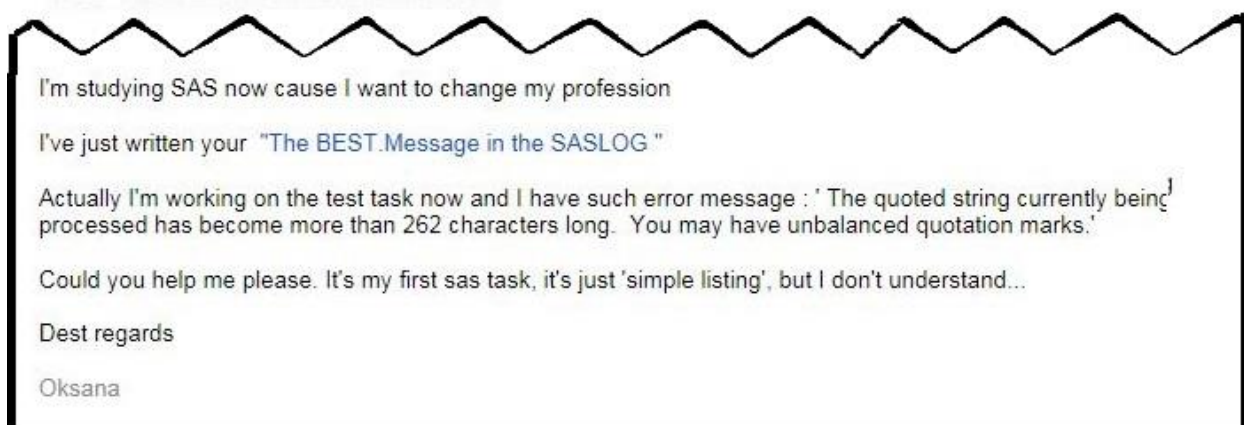 I'm studying SAS now cause I want to change my profession
I've just written your "The BEST.Message in the SASLOG "
Actually I'm working on the test task now and I have such error message : ' The quoted string currently being
processed has become more than 262 characters long. You may have unbalanced quotation marks.'
Could you help me please. It's my first sas task, it's just 'simple listing', but I don't understand...
Dest regards
Oksana